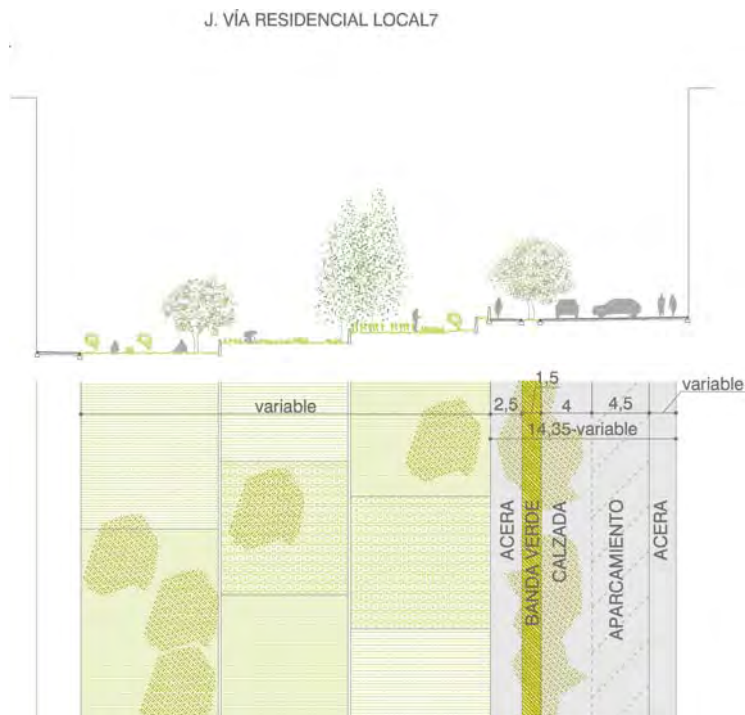 J. VÍA RESIDENCIAL LOCAL7
variable
2,5
1,5
4
4,5
variable
14,35-variable
ACERA
BANDA VERDE
CALZADA
APARCAMIENTO
ACERA